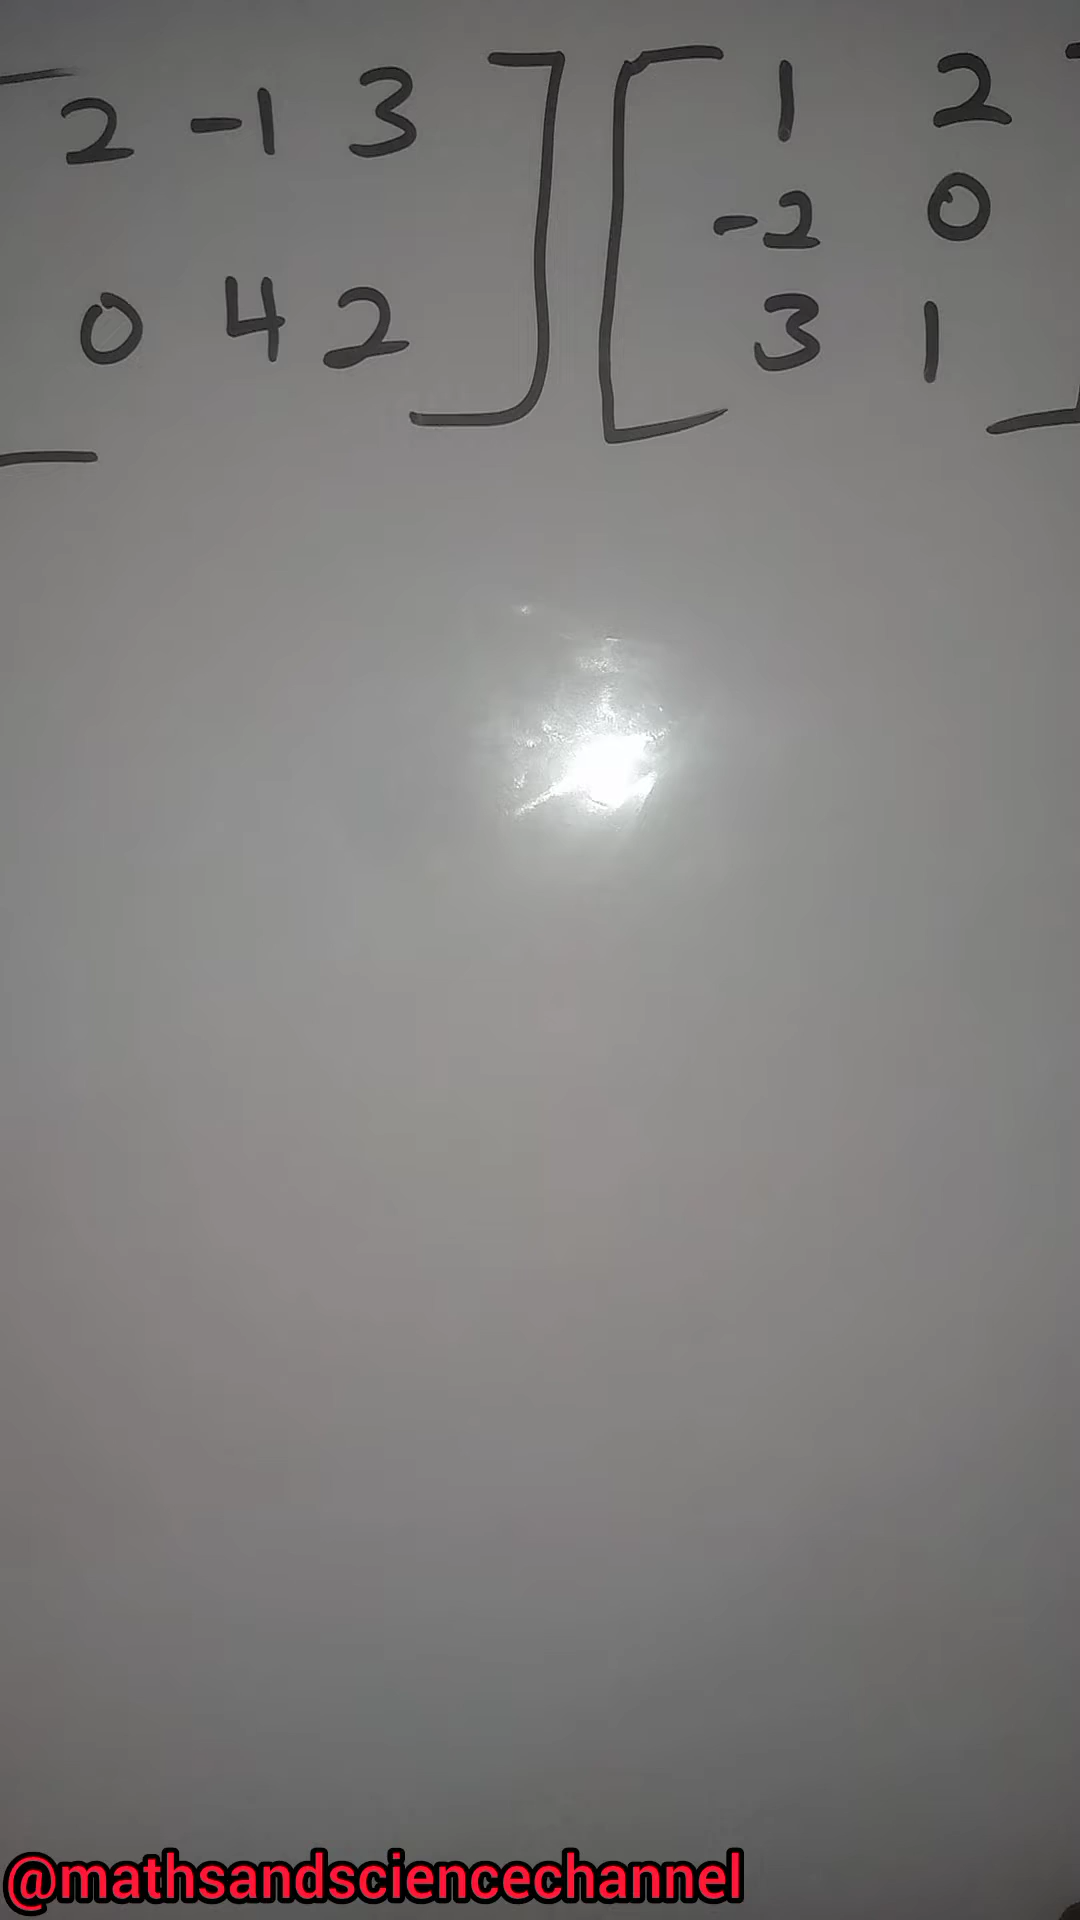 [2 -1 3] [1 2]
-2 0
0 4 2 3 1
@mathsandsciencechannel